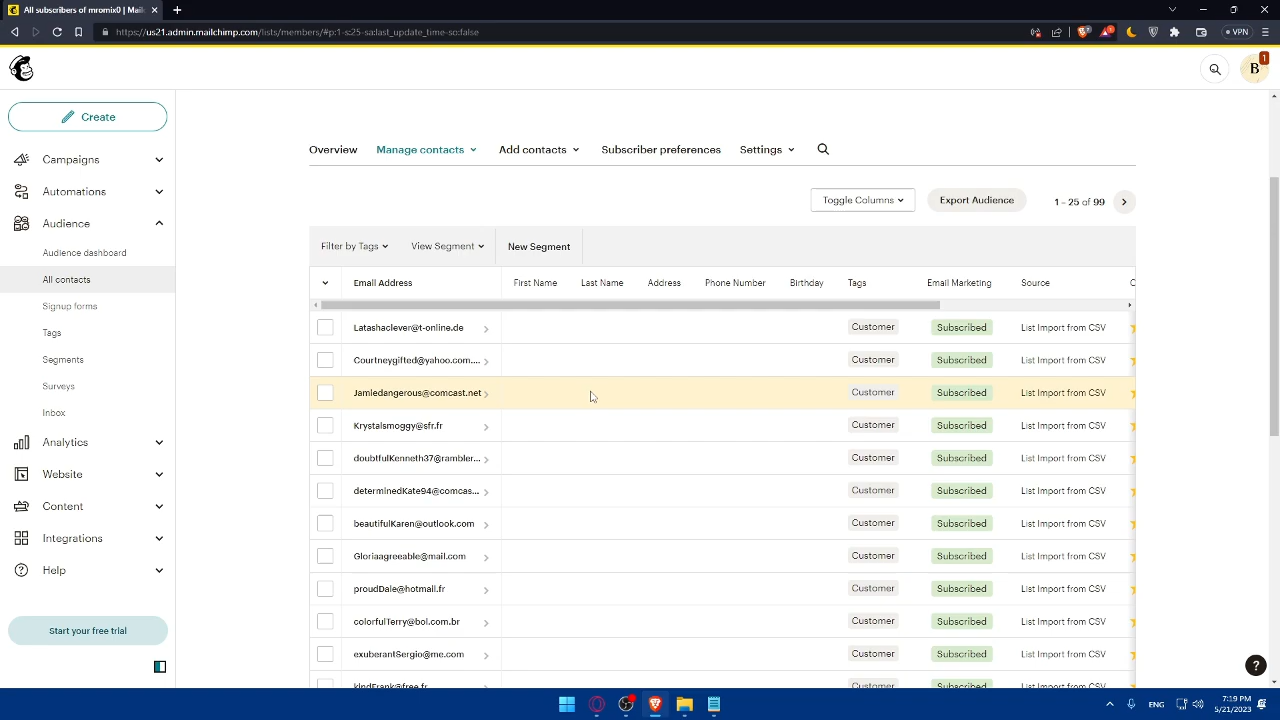 All subscribers of mromix0 | Mail
https://us21.admin.mailchimp.com/lists/members/#p:1-s:25-sa:last_update_time-so:false
VPN
B
1
Create
Campaigns
Automations
Audience
Audience dashboard
All contacts
Signup forms
Tags
Segments
Surveys
Inbox
Analytics
Website
Content
Integrations
Help
Start your free trial
Overview Manage contacts Add contacts Subscriber preferences Settings
Toggle Columns Export Audience 1 – 25 of 99
Filter by Tags View Segment New Segment
Email Address First Name Last Name Address Phone Number Birthday Tags Email Marketing Source C
Latashaclever@t-online.de Customer Subscribed List Import from CSV
Courtneygifted@yahoo.com.... Customer Subscribed List Import from CSV
Jamiedangerous@comcast.net Customer Subscribed List Import from CSV
Krystalsmoggy@sfr.fr Customer Subscribed List Import from CSV
doubtfulKenneth37@rambler... Customer Subscribed List Import from CSV
determinedKate94@comcas... Customer Subscribed List Import from CSV
beautifulKaren@outlook.com Customer Subscribed List Import from CSV
Gloriaagreeable@mail.com Customer Subscribed List Import from CSV
proudDale@hotmail.fr Customer Subscribed List Import from CSV
colorfulTerry@bol.com.br Customer Subscribed List Import from CSV
exuberantSergio@me.com Customer Subscribed List Import from CSV
kindFrank@free.fr
?
ENG
7:19 PM
5/21/2023